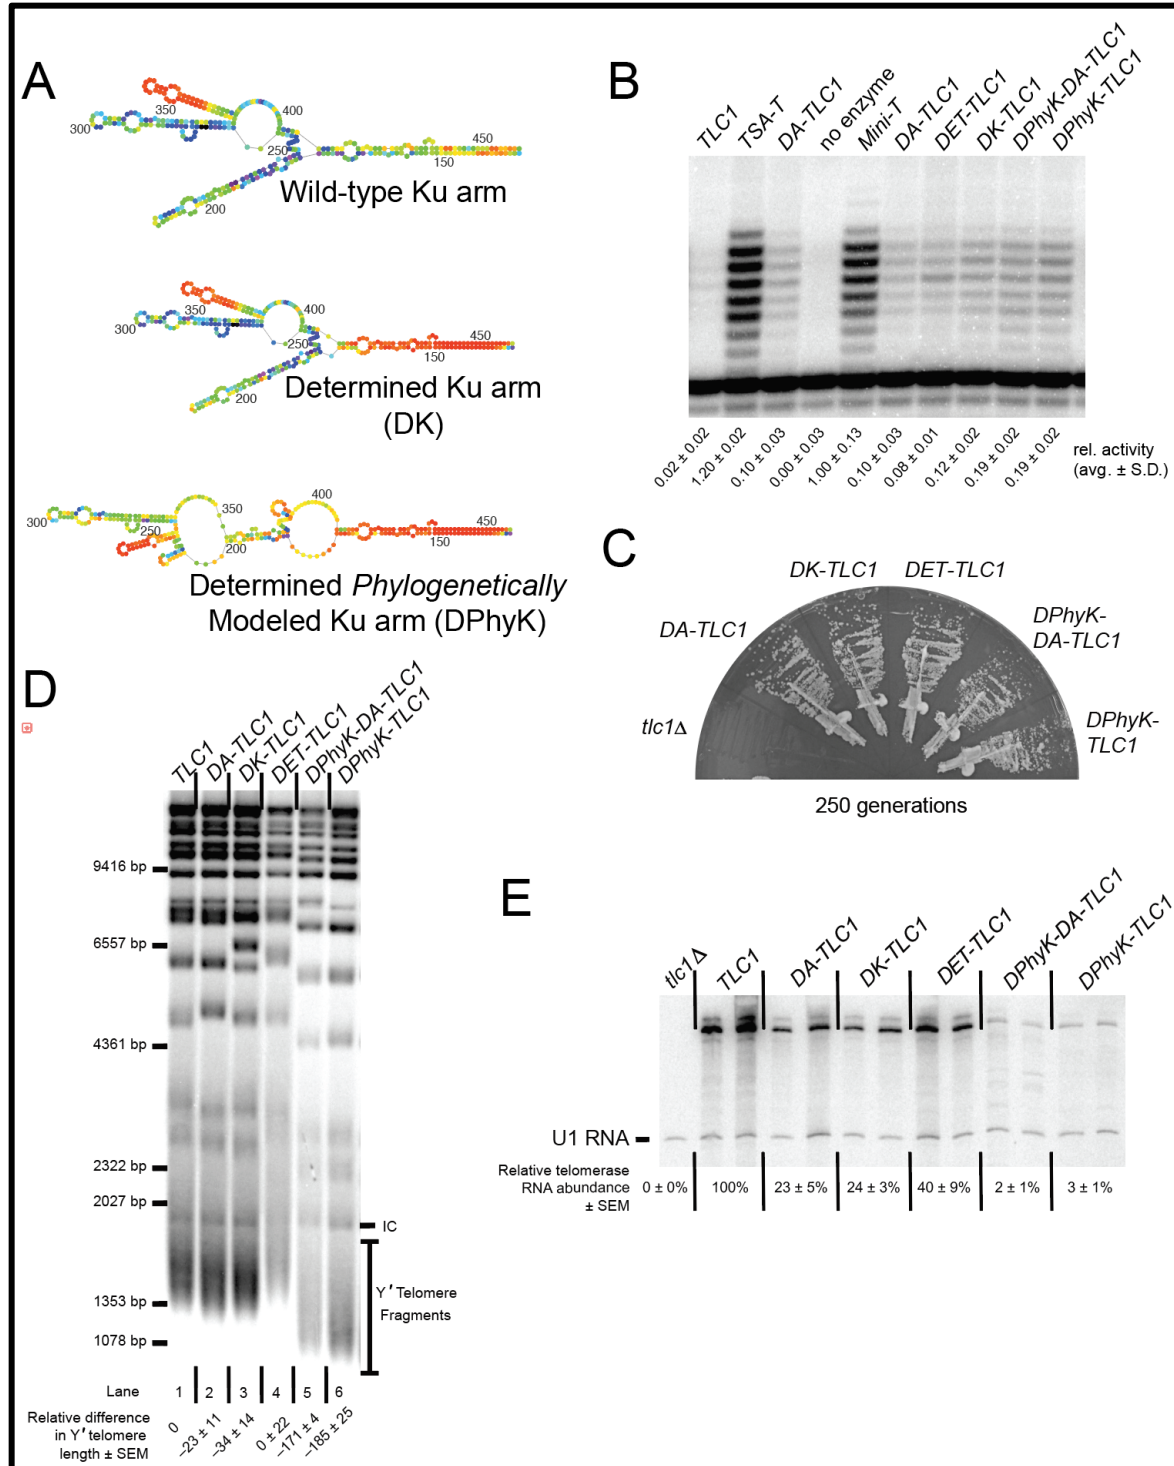 A
350
400
300
250
450
150
200
Wild-type Ku arm
350
400
300
250
450
150
200
Determined Ku arm
(DK)
400
350
300
250
200
450
150
Determined Phylogenetically
Modeled Ku arm (DPhyK)
B
TLC1
TSA-T
DA-TLC1
no enzyme
Mini-T
DA-TLC1
DET-TLC1
DK-TLC1
DPhyK-DA-TLC1
DPhyK-TLC1
0.02 ± 0.02
1.20 ± 0.02
0.10 ± 0.03
0.00 ± 0.03
1.00 ± 0.13
0.10 ± 0.03
0.08 ± 0.01
0.12 ± 0.02
0.19 ± 0.02
0.19 ± 0.02
rel. activity
(avg. ± S.D.)
C
tlc1Δ
DA-TLC1
DK-TLC1
DET-TLC1
DPhyK-
DA-TLC1
DPhyK-
TLC1
250 generations
D
TLC1
DA-TLC1
DK-TLC1
DET-TLC1
DPhyK-DA-TLC1
DPhyK-TLC1
9416 bp
6557 bp
4361 bp
2322 bp
2027 bp
1353 bp
1078 bp
IC
Y′ Telomere
Fragments
Lane 1 2 3 4 5 6
Relative difference
in Y′ telomere
length ± SEM
0
−23 ± 11
−34 ± 14
0 ± 22
−171 ± 4
−185 ± 25
E
tlc1Δ
TLC1
DA-TLC1
DK-TLC1
DET-TLC1
DPhyK-DA-TLC1
DPhyK-TLC1
U1 RNA
Relative telomerase
RNA abundance
± SEM
0 ± 0% 100% 23 ± 5% 24 ± 3% 40 ± 9% 2 ± 1% 3 ± 1%